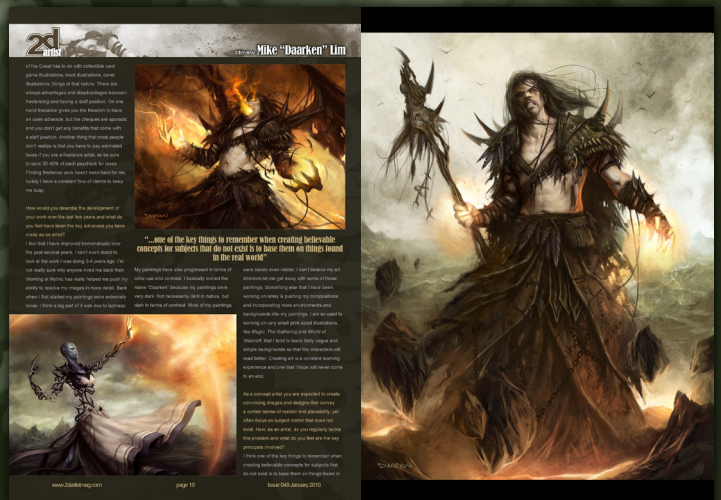 2d
artist
interview Mike “Daarken” Lim
of the Coast has to do with collectible card
game illustrations, book illustrations, cover
illustrations, things of that nature. There are
always advantages and disadvantages between
freelancing and having a staff position. On one
hand freelance gives you the freedom to have
an open schedule, but the cheques are sporadic
and you don't get any benefits that come with
a staff position. Another thing that most people
don't realise is that you have to pay estimated
taxes if you are a freelance artist, so be sure
to save 30-40% of each paycheck for taxes.
Finding freelance work hasn't been hard for me,
luckily I have a constant flow of clients to keep
me busy.
How would you describe the development of
your work over the last few years and what do
you feel have been the key advances you have
made as an artist?
I feel that I have improved tremendously over
the past several years. I can't even stand to
look at the work I was doing 3-4 years ago. I'm
not really sure why anyone hired me back then.
Working at Mythic has really helped me push my
ability to resolve my images in more detail. Back
when I first started my paintings were extremely
loose. I think a big part of it was due to laziness.
“...one of the key things to remember when creating believable
concepts for subjects that do not exist is to base them on things found
in the real world”
My paintings have also progressed in terms of
color use and contrast. I basically coined the
name “Daarken” because my paintings were
very dark. Not necessarily dark in nature, but
dark in terms of contrast. Most of my paintings
were barely even visible; I can't believe my art
directors let me get away with some of those
paintings. Something else that I have been
working on lately is pushing my compositions,
and incorporating more environments and
backgrounds into my paintings. I am so used to
working on very small print sized illustrations,
like Magic: The Gathering and World of
Warcraft, that I tend to leave fairly vague and
simple backgrounds so that the characters will
read better. Creating art is a constant learning
experience and one that I hope will never come
to an end.
As a concept artist you are expected to create
convincing images and designs that convey
a certain sense of realism and plausibility, yet
often focus on subject matter that does not
exist. How, as an artist, do you regularly tackle
this problem and what do you feel are the key
principles involved?
I think one of the key things to remember when
creating believable concepts for subjects that
do not exist is to base them on things found in
www.2dartistmag.com
page 10
Issue 049 January 2010
DAARKEN
DAARKEN